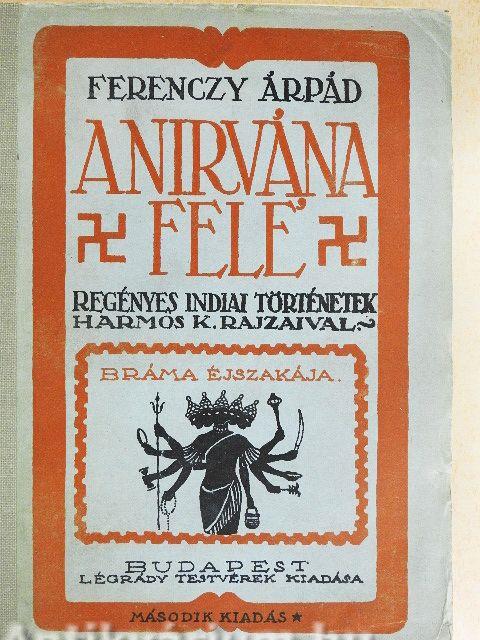 FERENCZY ÁRPÁD
A NIRVÁNA
FELÉ
REGÉNYES INDIAI TÖRTÉNETEK
HARMOS K. RAJZAIVAL
BRÁMA ÉJSZAKÁJA.
BUDAPEST
LÉGRÁDY TESTVÉREK KIADÁSA
MÁSODIK KIADÁS